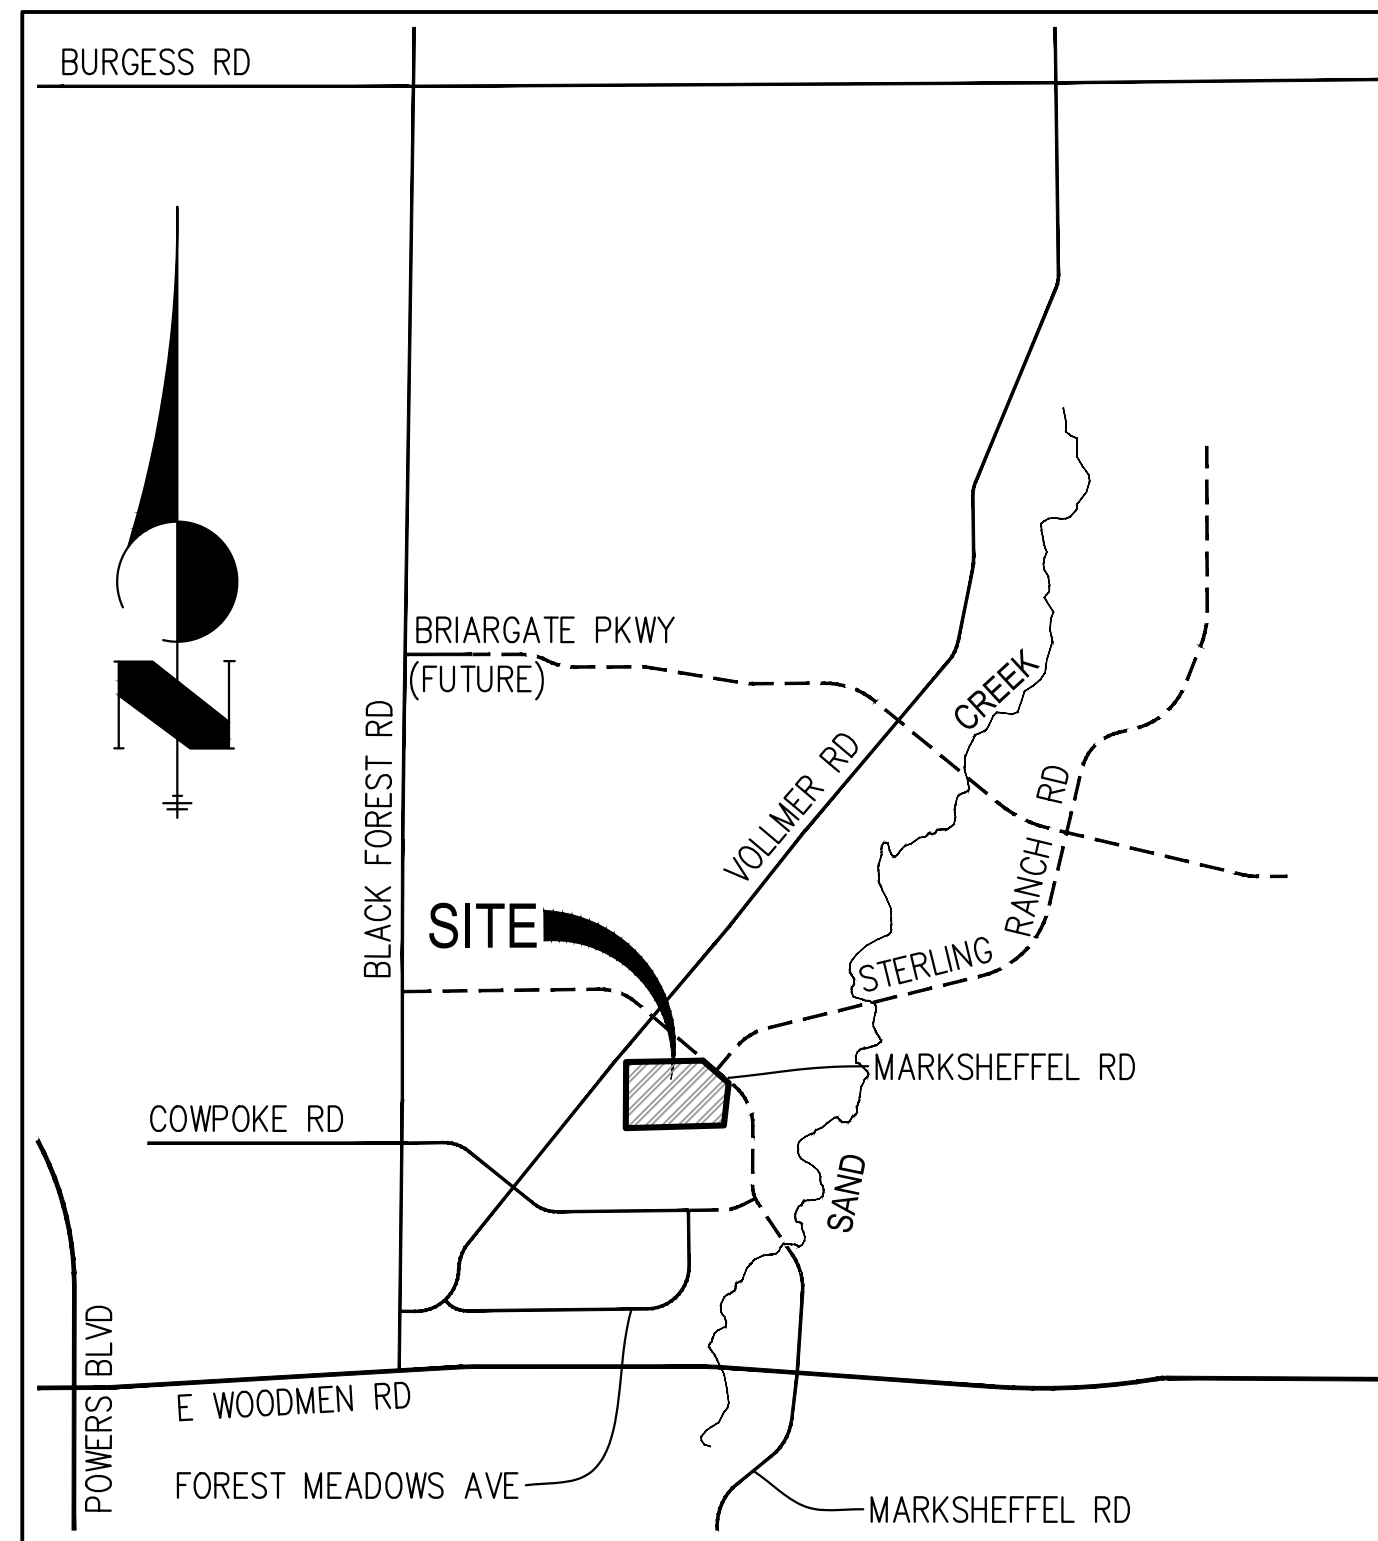 BURGESS RD
N
BRIARGATE PKWY
(FUTURE)
CREEK
BLACK FOREST RD
VOLLMER RD
STERLING RANCH RD
SITE
MARKSHEFFEL RD
COWPOKE RD
SAND
POWERS BLVD
E WOODMEN RD
FOREST MEADOWS AVE
MARKSHEFFEL RD